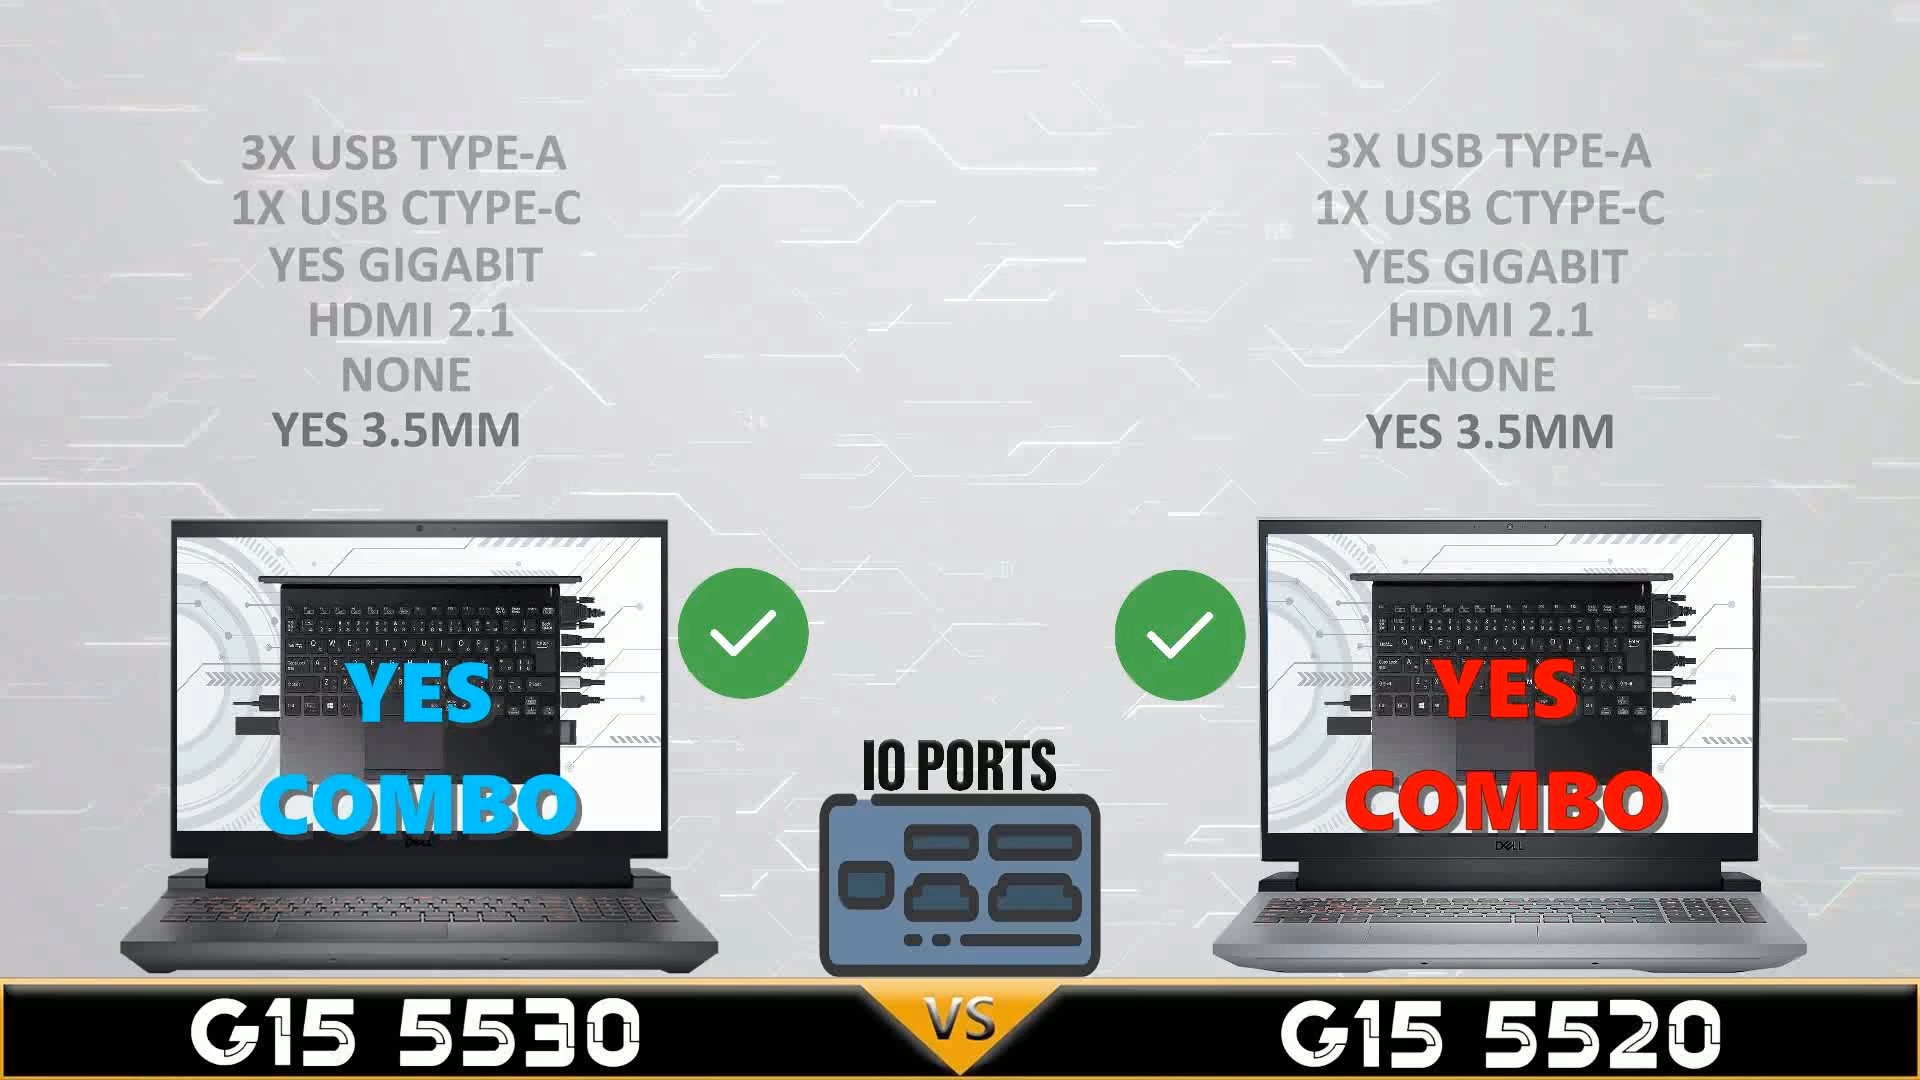 3X USB TYPE-A
1X USB CTYPE-C
YES GIGABIT
HDMI 2.1
NONE
YES 3.5MM
3X USB TYPE-A
1X USB CTYPE-C
YES GIGABIT
HDMI 2.1
NONE
YES 3.5MM
YES
COMBO
DELL
YES
COMBO
DELL
IO PORTS
G15 5530
VS
G15 5520